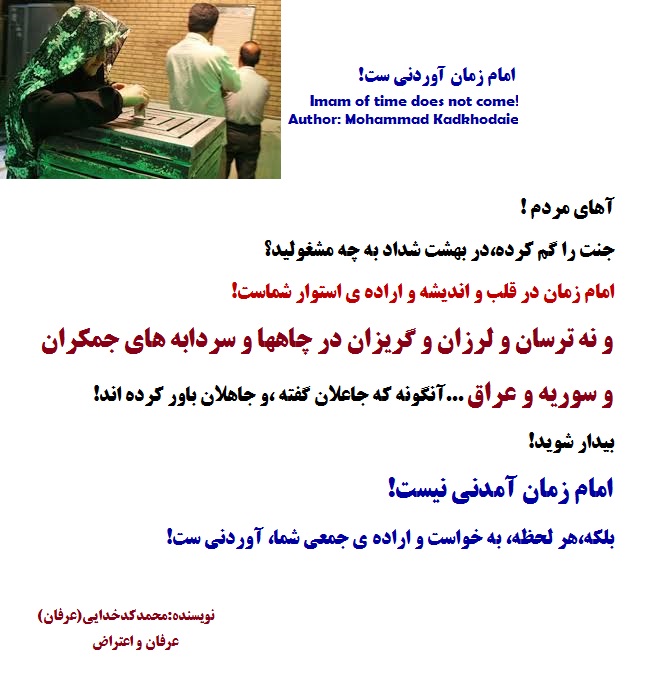 امام زمان آوردنی ست!
Imam of time does not come!
Author: Mohammad Kadkhodaie
آهای مردم !
جنت را گم کرده،در بهشت شداد به چه مشغولید؟
امام زمان در قلب و اندیشه و اراده ی استوار شماست!
و نه ترسان و لرزان و گریزان در چاهها و سردابه های جمکران
و سوریه و عراق ...آنگونه که جاعلان گفته ،و جاهلان باور کرده اند!
بیدار شوید!
امام زمان آمدنی نیست!
بلکه،هر لحظه، به خواست و اراده ی جمعی شما، آوردنی ست!
نویسنده:محمدکدخدایی(عرفان)
عرفان و اعتراض